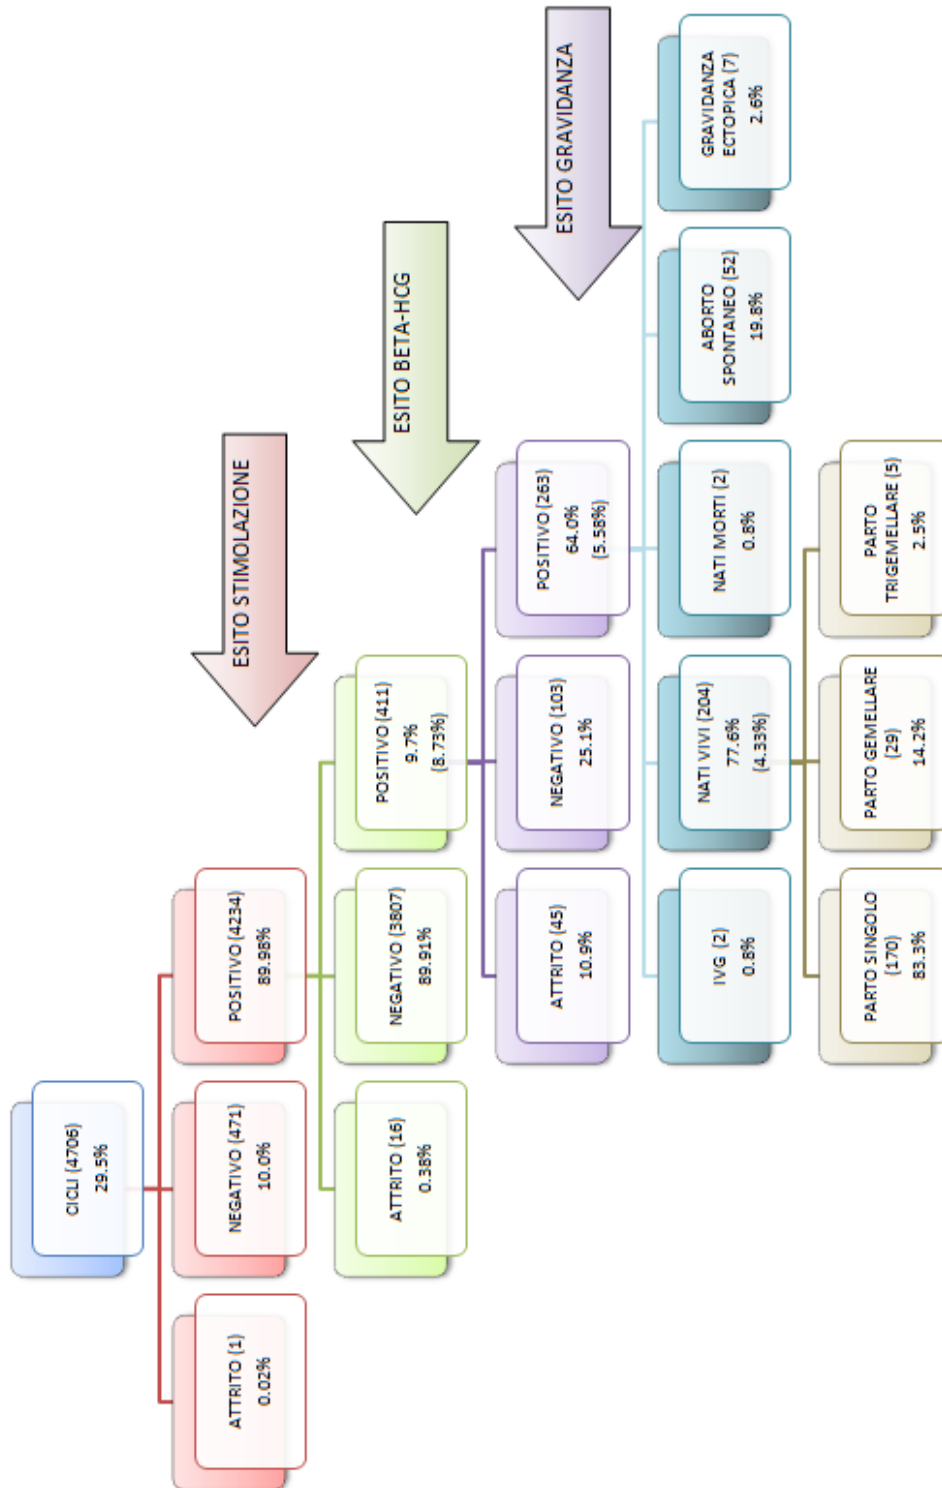 CICLI (4706)
29.5%
ESITO STIMOLAZIONE
ATTRITO (1)
0.02%
NEGATIVO (471)
10.0%
POSITIVO (4234)
89.98%
ESITO BETA-HCG
ATTRITO (16)
0.38%
NEGATIVO (3807)
89.91%
POSITIVO (411)
9.7%
(8.73%)
ESITO GRAVIDANZA
ATTRITO (45)
10.9%
NEGATIVO (103)
25.1%
POSITIVO (263)
64.0%
(5.58%)
IVG (2)
0.8%
NATI VIVI (204)
77.6%
(4.33%)
NATI MORTI (2)
0.8%
ABORTO
SPONTANEO (52)
19.8%
GRAVIDANZA
ECTOPICA (7)
2.6%
PARTO SINGOLO
(170)
83.3%
PARTO GEMELLARE
(29)
14.2%
PARTO
TRIGEMELLARE (5)
2.5%